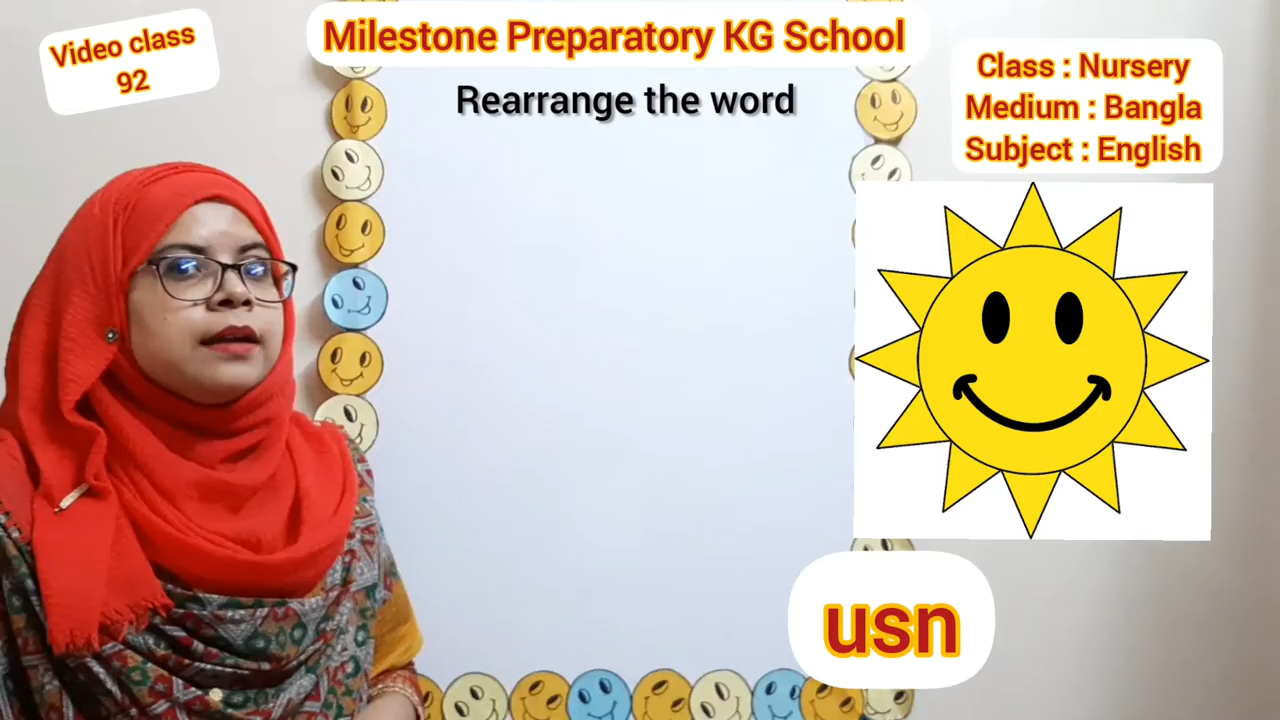 Video class
92
Milestone Preparatory KG School
Rearrange the word
Class : Nursery
Medium : Bangla
Subject : English
usn